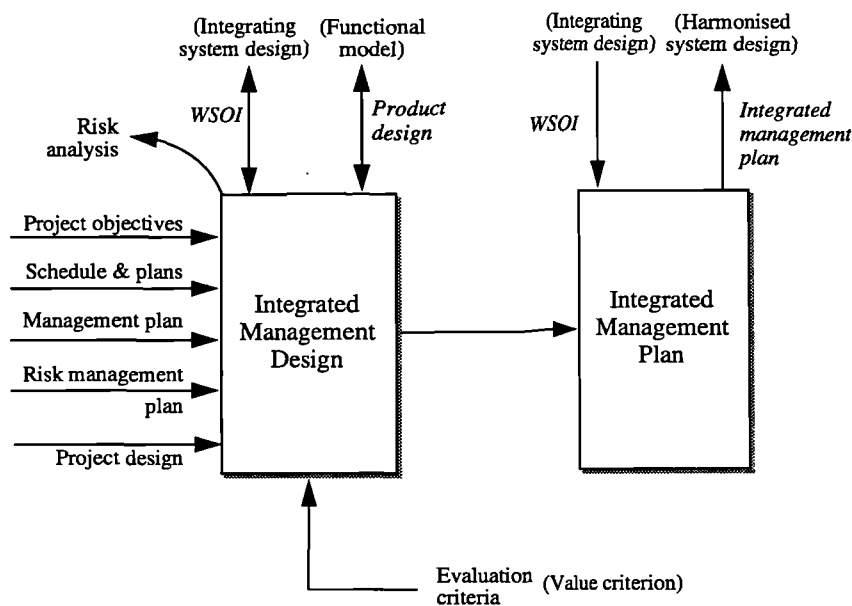 (Integrating
system design)
(Functional
model)
(Integrating
system design)
(Harmonised
system design)
WSOI
Product
design
WSOI
Integrated
management
plan
Risk
analysis
Project objectives
Schedule & plans
Management plan
Risk management
plan
Project design
Integrated
Management
Design
Integrated
Management
Plan
Evaluation
criteria
(Value criterion)